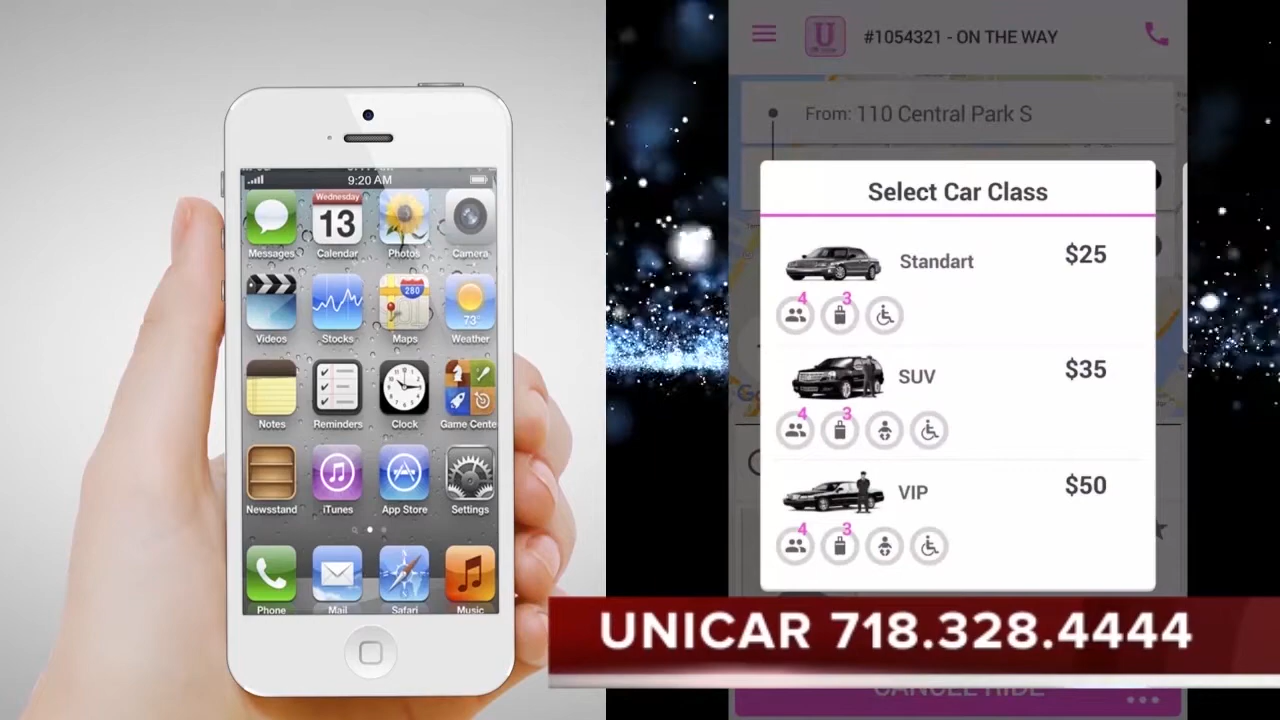 9:20 AM
Wednesday
13
Messages
Calendar
Photos
Camera
280
73°
Videos
Stocks
Maps
Weather
Notes
Reminders
Clock
Game Cente
Newsstand
iTunes
App Store
Settings
Phone
Mail
Safari
Music
U
#1054321 - ON THE WAY
From: 110 Central Park S
Select Car Class
Standart
$25
4
3
SUV
$35
4
3
VIP
$50
4
3
UNICAR 718.328.4444
CANCEL RIDE